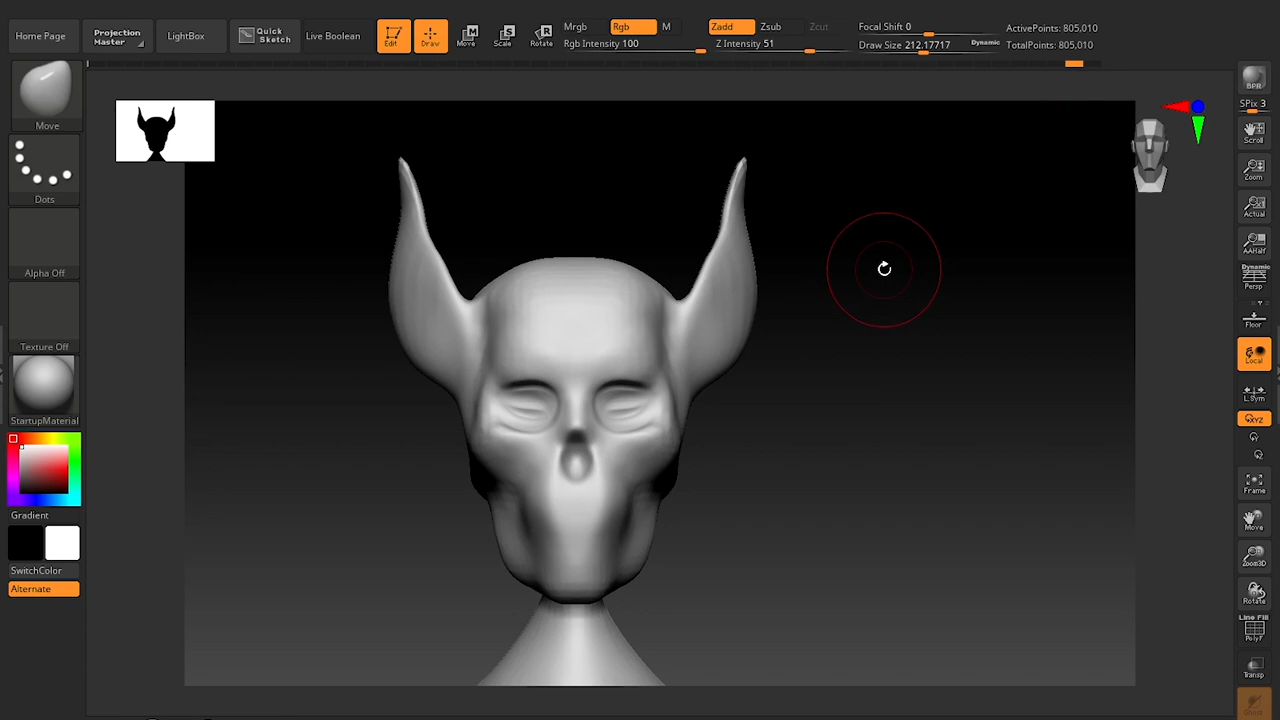 Home Page
Projection Master
LightBox
Quick Sketch
Live Boolean
Edit
Draw
Move
Scale
Rotate
Mrgb
Rgb
M
Rgb Intensity 100
Zadd
Zsub
Zcut
Z Intensity 51
Focal Shift 0
Draw Size 212.17717
Dynamic
ActivePoints: 805,010
TotalPoints: 805,010
Move
Dots
Alpha Off
Texture Off
StartupMaterial
Gradient
SwitchColor
Alternate
BPR
SPix 3
Scroll
Zoom
Actual
AAHalf
Dynamic
Persp
Floor
Local
L.Sym
XYZ
Frame
Move
Zoom3D
Rotate
Line Fill
PolyF
Transp